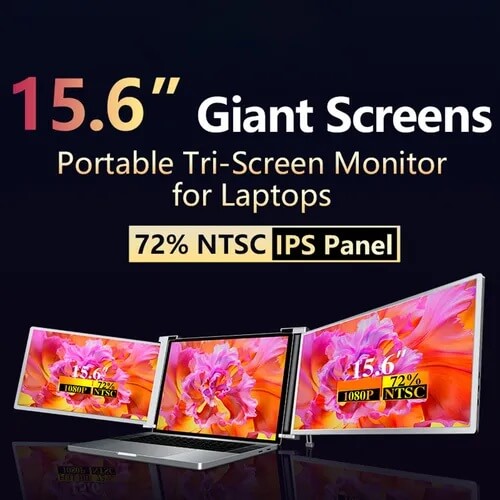 15.6” Giant Screens
Portable Tri-Screen Monitor
for Laptops
72% NTSC IPS Panel
15.6”
1080P 72% NTSC
15.6”
1080P 72% NTSC